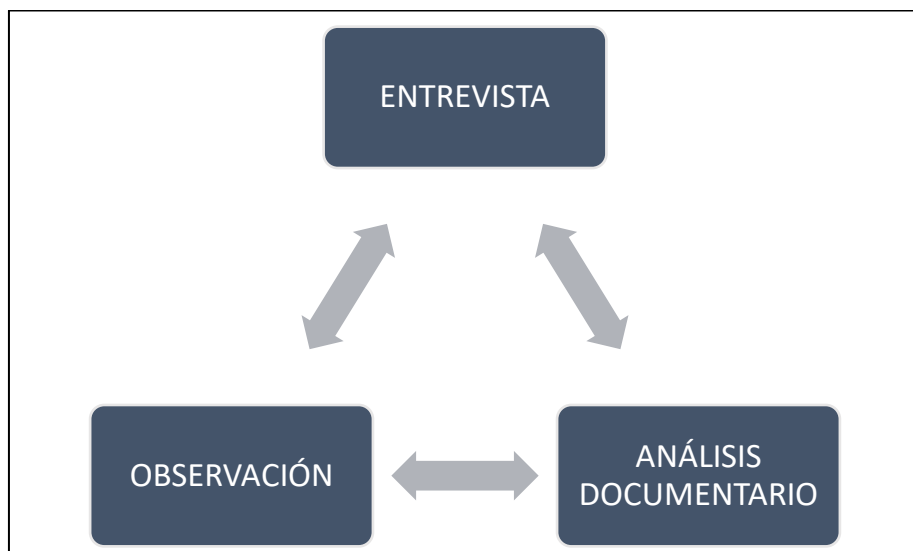 ENTREVISTA
OBSERVACIÓN
ANÁLISIS
DOCUMENTARIO